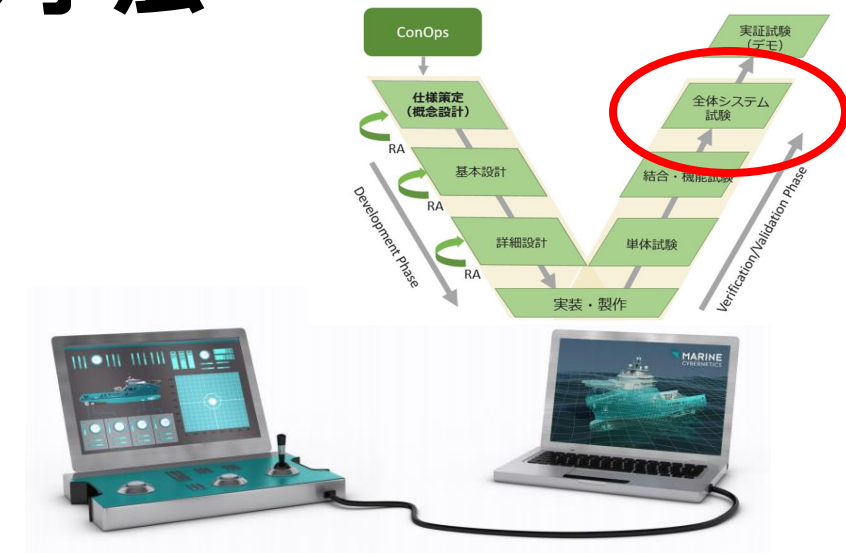 方法
ConOps
実証試験
(デモ)
仕様策定
(概念設計)
全体システム
試験
RA
基本設計
結合・機能試験
RA
詳細設計
単体試験
RA
実装・製作
Development Phase
Verification/Validation Phase
MARINE
CYBERNETICS